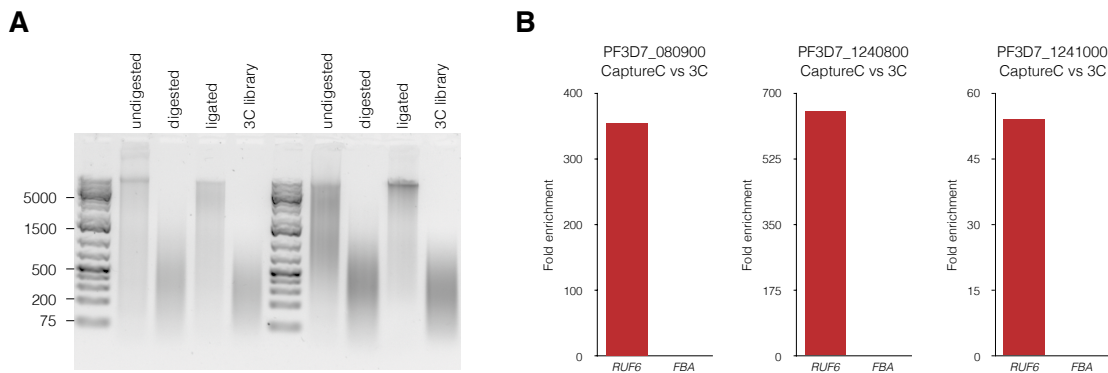 A
undigested
digested
ligated
3C library
undigested
digested
ligated
3C library
5000
1500
500
200
75
B
PF3D7_080900
CaptureC vs 3C
Fold enrichment
400
300
200
100
0
RUF6 FBA
PF3D7_1240800
CaptureC vs 3C
Fold enrichment
700
525
350
175
0
RUF6 FBA
PF3D7_1241000
CaptureC vs 3C
Fold enrichment
60
45
30
15
0
RUF6 FBA